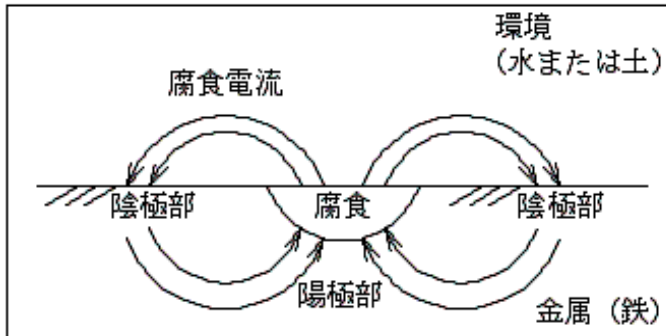 環境
(水または土)
腐食電流
陰極部
腐食
陰極部
陽極部
金属(鉄)